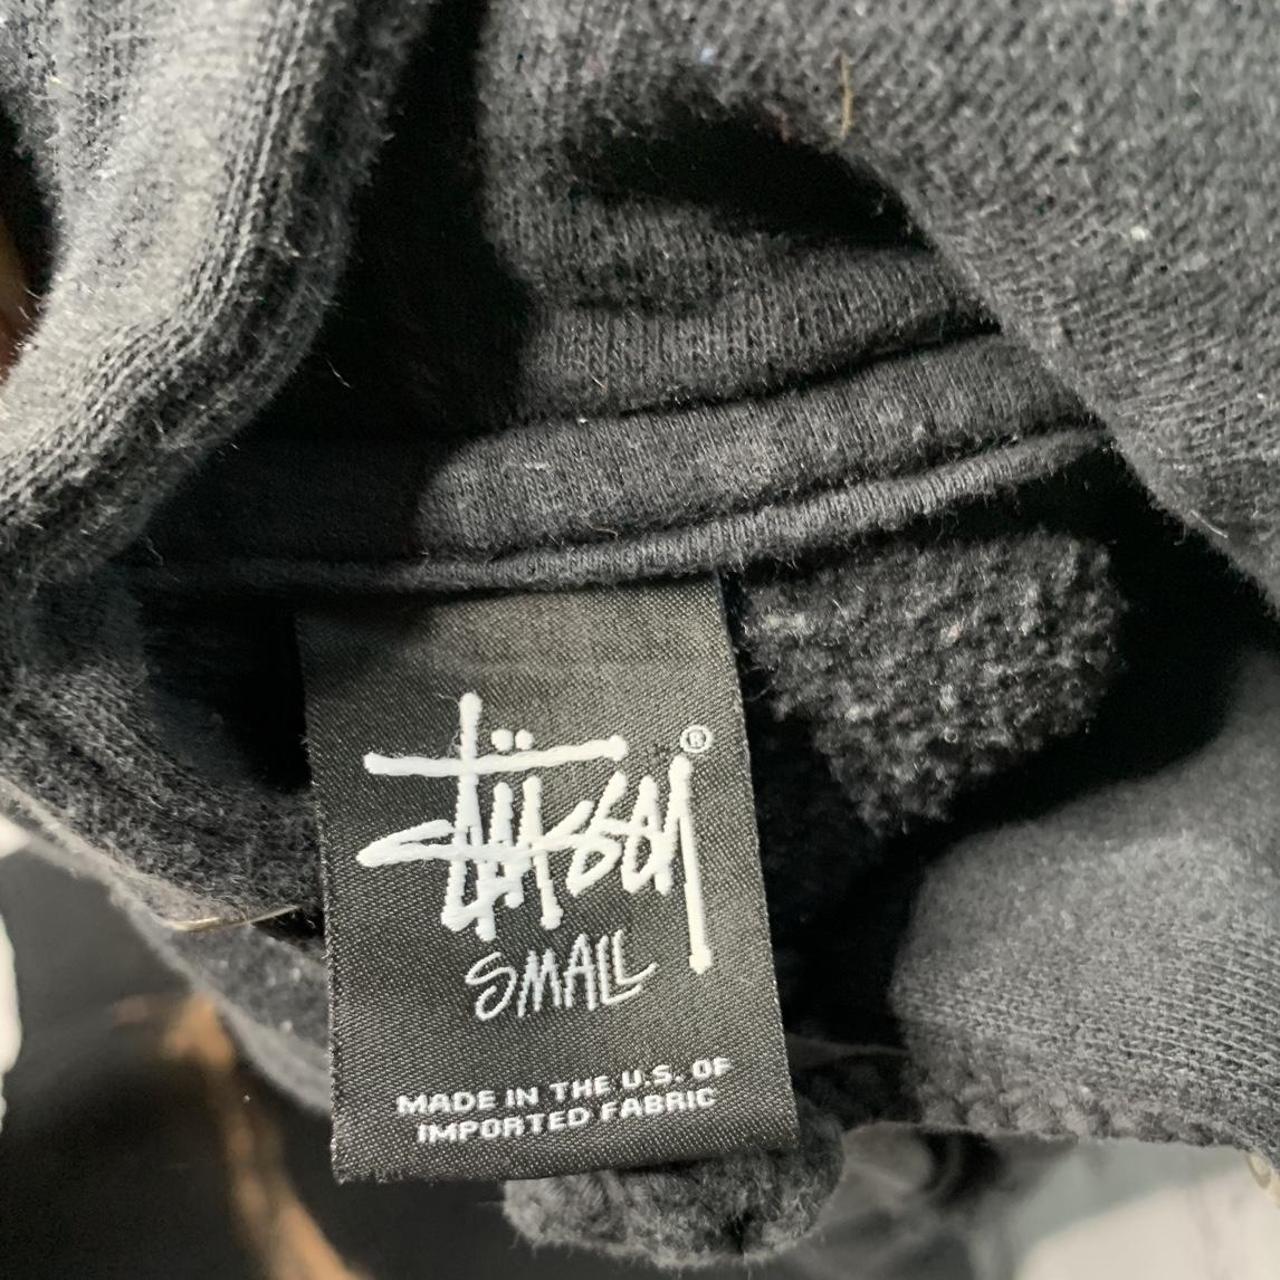 Stüssy®
SMALL
MADE IN THE U.S. OF
IMPORTED FABRIC